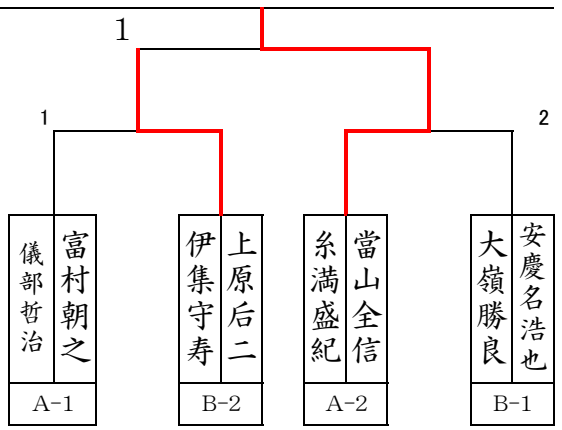 1
1
2
富村朝之
儀部哲治
上原后二
伊集守寿
當山全信
糸満盛紀
安慶名浩也
大嶺勝良
A-1
B-2
A-2
B-1